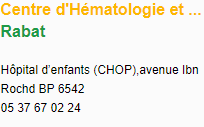 Centre d'Hématologie et ...
Rabat
Hôpital d'enfants (CHOP),avenue Ibn
Rochd BP 6542
05 37 67 02 24